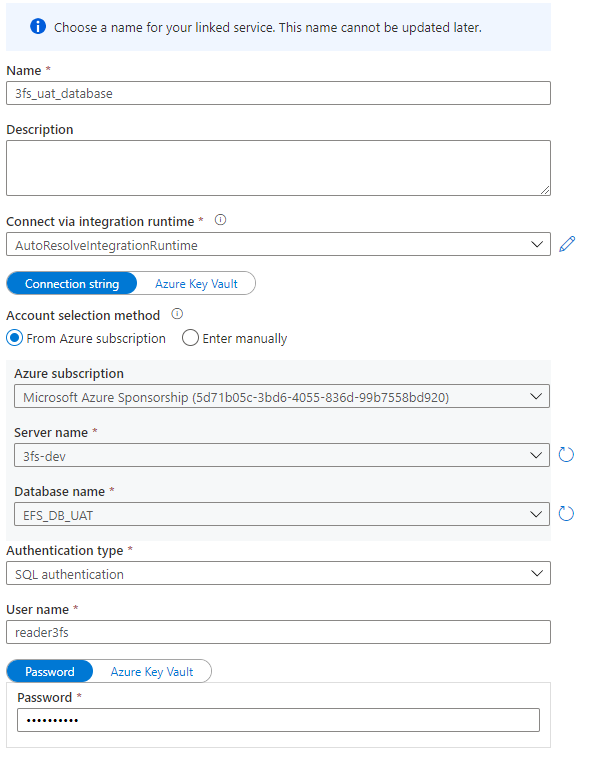 Choose a name for your linked service. This name cannot be updated later.
Name *
3fs_uat_database
Description
Connect via integration runtime *
AutoResolveIntegrationRuntime
Connection string Azure Key Vault
Account selection method
From Azure subscription Enter manually
Azure subscription
Microsoft Azure Sponsorship (5d71b05c-3bd6-4055-836d-99b7558bd920)
Server name *
3fs-dev
Database name *
EFS_DB_UAT
Authentication type *
SQL authentication
User name *
reader3fs
Password Azure Key Vault
Password *
••••••••••